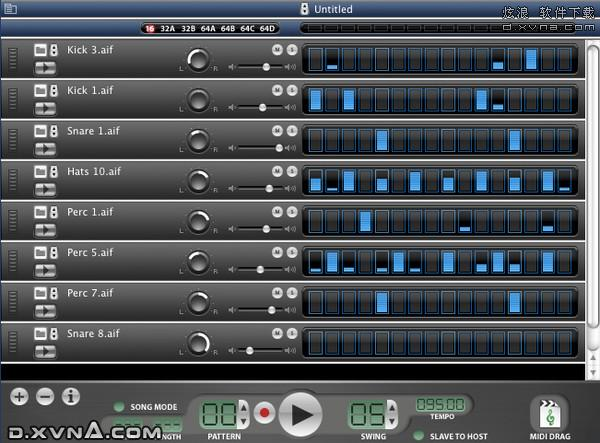 Untitled
炫浪 软件下载
d.xvna.com
16 32A 32B 64A 64B 64C 64D
Kick 3.aif
M S
L R
Kick 1.aif
M S
L R
Snare 1.aif
M S
L R
Hats 10.aif
M S
L R
Perc 1.aif
M S
L R
Perc 5.aif
M S
L R
Perc 7.aif
M S
L R
Snare 8.aif
M S
L R
SONG MODE
00
05
095.00
TEMPO
LENGTH
PATTERN
SWING
SLAVE TO HOST
MIDI DRAG
D.XVNA.COM